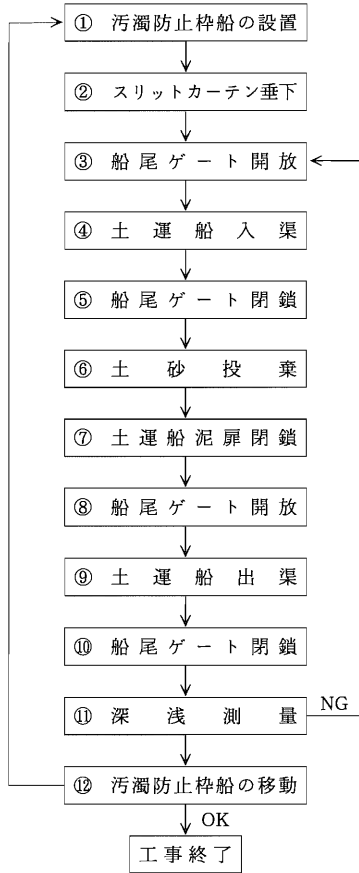 ① 汚濁防止枠船の設置
② スリットカーテン垂下
③ 船尾ゲート開放
④ 土運船入渠
⑤ 船尾ゲート閉鎖
⑥ 土砂投棄
⑦ 土運船泥扉閉鎖
⑧ 船尾ゲート開放
⑨ 土運船出渠
⑩ 船尾ゲート閉鎖
⑪ 深浅測量
NG
⑫ 汚濁防止枠船の移動
OK
工事終了